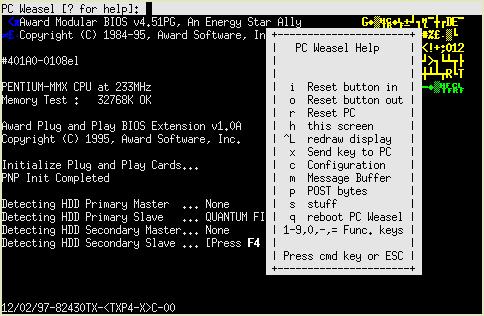 PC Weasel [? for help]:
Award Modular BIOS v4.51PG, An Energy Star Ally
Copyright (C) 1984-95, Award Software, In
#401A0-0108el
PENTIUM-MMX CPU at 233MHz
Memory Test :   32768K OK
Award Plug and Play BIOS Extension v1.0A
Copyright (C) 1995, Award Software, Inc.
Initialize Plug and Play Cards...
PNP Init Completed
Detecting HDD Primary Master   ... None
Detecting HDD Primary Slave    ... QUANTUM FI
Detecting HDD Secondary Master... None
Detecting HDD Secondary Slave ... [Press F4
12/02/97-82430TX-<TXP4-X>C-00
PC Weasel Help
i  Reset button in
o  Reset button out
r  Reset PC
h  this screen
^L  redraw display
x  Send key to PC
c  Configuration
m  Message Buffer
p  POST bytes
s  stuff
q  reboot PC Weasel
1-9,0,-,= Func. keys
Press cmd key or ESC